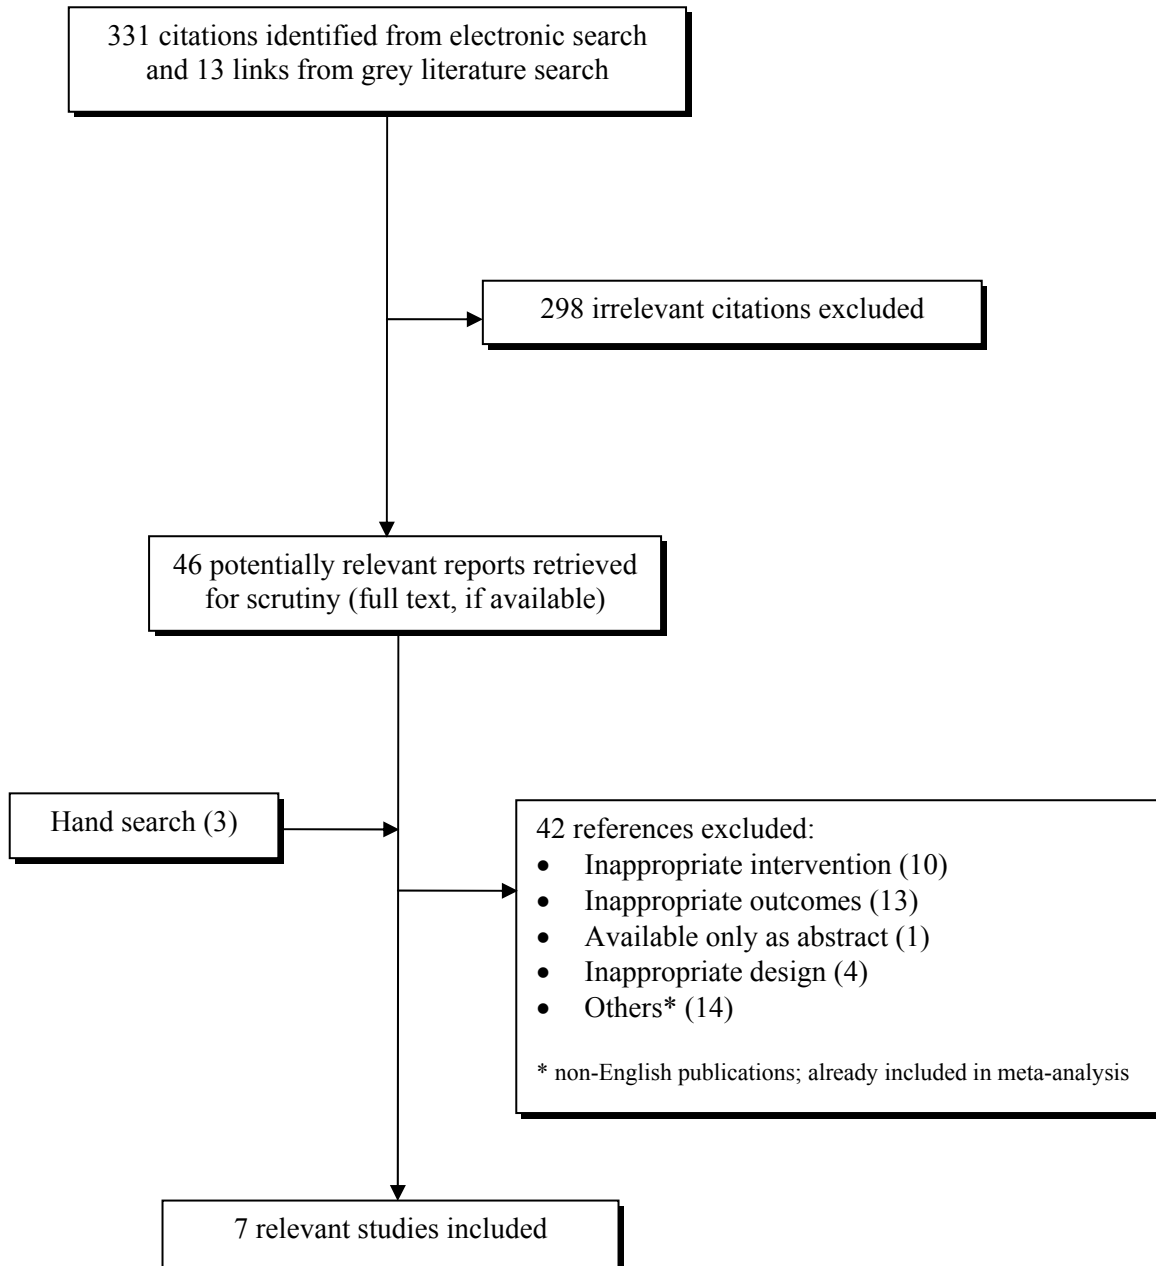 331 citations identified from electronic search
and 13 links from grey literature search
298 irrelevant citations excluded
46 potentially relevant reports retrieved
for scrutiny (full text, if available)
Hand search (3)
42 references excluded:
• Inappropriate intervention (10)
• Inappropriate outcomes (13)
• Available only as abstract (1)
• Inappropriate design (4)
• Others* (14)
* non-English publications; already included in meta-analysis
7 relevant studies included